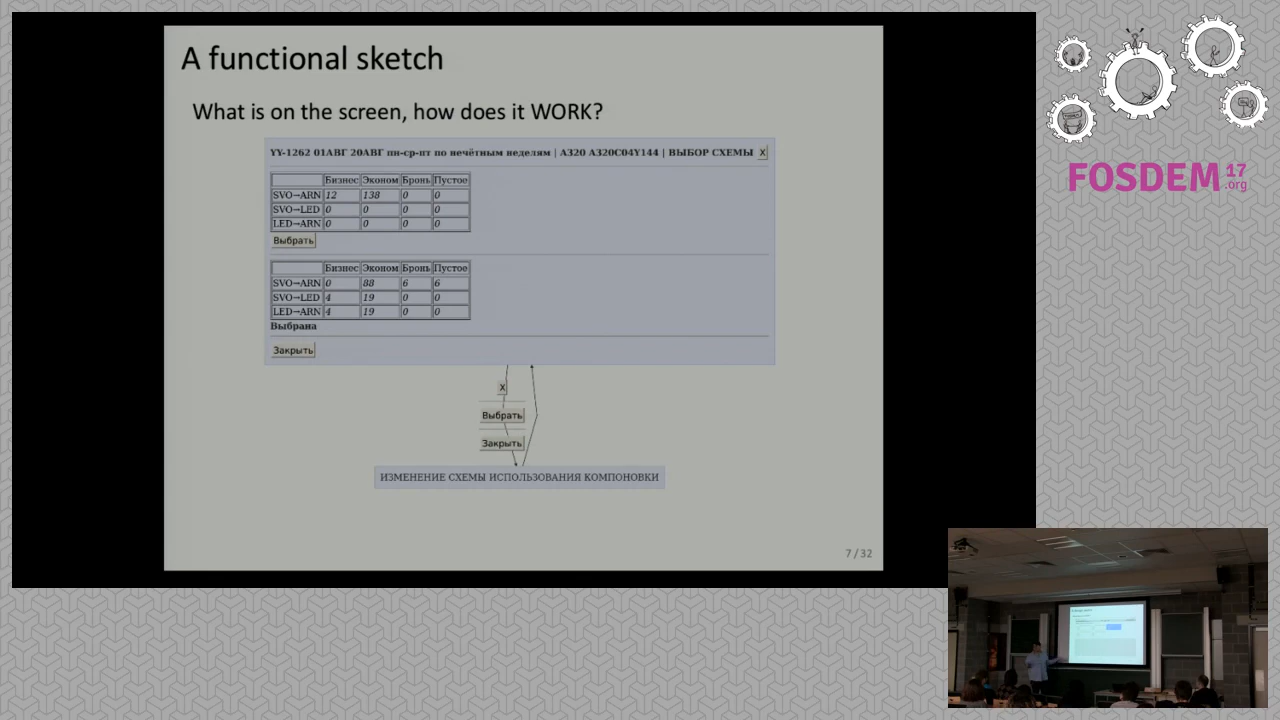 A functional sketch
What is on the screen, how does it WORK?
YY-1262 01АВГ 20АВГ пн-ср-пт по нечётным неделям | А320 А320C04Y144 | ВЫБОР СХЕМЫ X
Бизнес Эконом Бронь Пустое
SVO→ARN 12 138 0 0
SVO→LED 0 0 0 0
LED→ARN 0 0 0 0
Выбрать
Бизнес Эконом Бронь Пустое
SVO→ARN 0 88 6 6
SVO→LED 4 19 0 0
LED→ARN 4 19 0 0
Выбрана
Закрыть
X
Выбрать
Закрыть
ИЗМЕНЕНИЕ СХЕМЫ ИСПОЛЬЗОВАНИЯ КОМПОНОВКИ
7 / 32
FOSDEM 17
.org